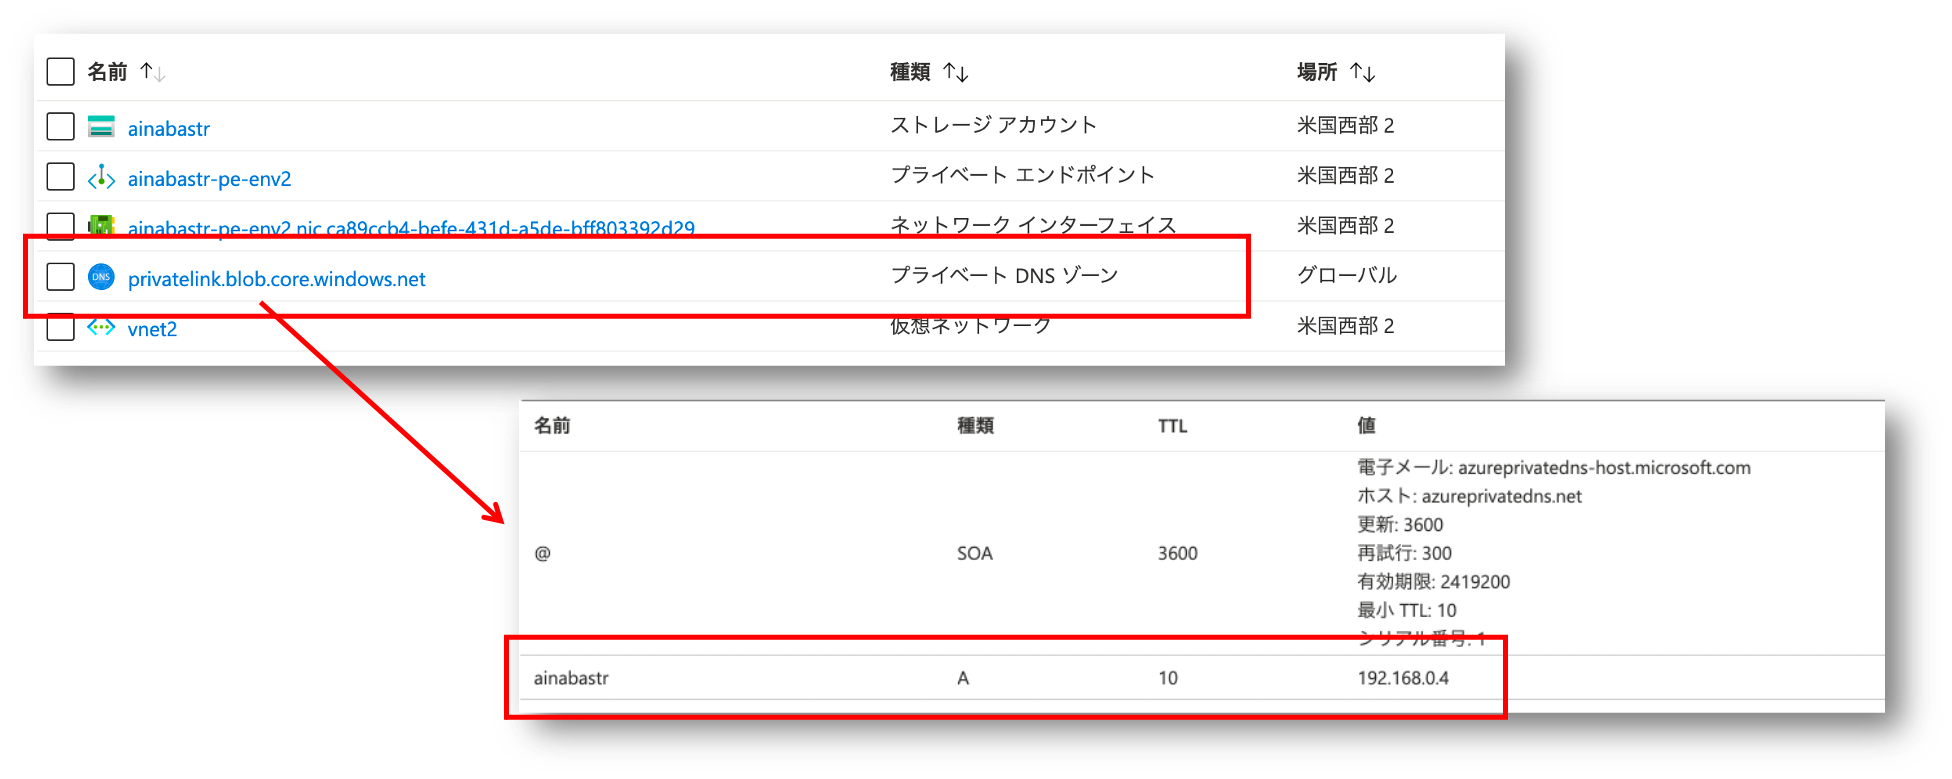 名前 ↑↓ 種類 ↑↓ 場所 ↑↓
ainabastr ストレージ アカウント 米国西部 2
ainabastr-pe-env2 プライベート エンドポイント 米国西部 2
ainabastr-pe-env2.nic.ca89ccb4-befe-431d-a5de-bff803392d29 ネットワーク インターフェイス 米国西部 2
DNS privatelink.blob.core.windows.net プライベート DNS ゾーン グローバル
vnet2 仮想ネットワーク 米国西部 2
名前 種類 TTL 値
電子メール: azureprivatedns-host.microsoft.com
ホスト: azureprivatedns.net
更新: 3600
@ SOA 3600 再試行: 300
有効期限: 2419200
最小 TTL: 10
シリアル番号: 1
ainabastr A 10 192.168.0.4